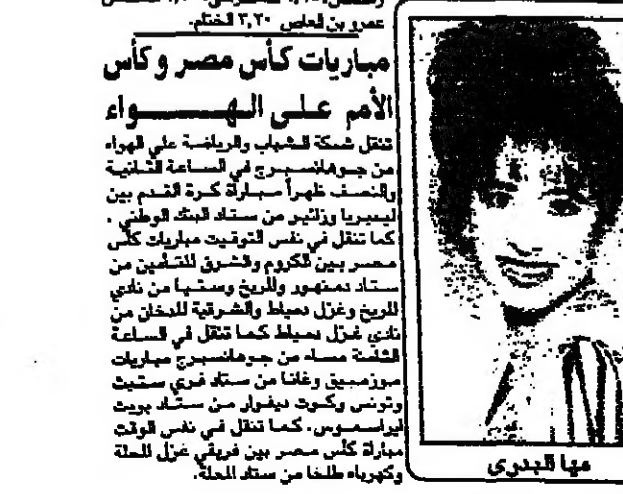 عمرو بن العاص ٣,٣٠ الختام.
مباريات كأس مصر وكأس
الأمم على الهـــــواء
تنقل شبكة الشباب والرياضة علي الهواء
من جوهانسبرج في الساعة الثانية
والنصف ظهراً مباراة كرة القدم بين
ليبيريا وزائير من ستاد البنك الوطني .
كما تنقل في نفس التوقيت مباريات كأس
مصر بين الكروم والشرق للتأمين من
ستاد دمنهور والمريخ وستيا من نادي
المريخ وغزل دمياط والشرقية للدخان من
نادي غزل دمياط كما تنقل في الساعة
الثامنة مساء من جوهانسبرج مباريات
موزمبيق وغانا من ستاد فري ستيت
وتونس وكوت ديفوار من ستاد بورت
ليزاسموس. كما تنقل في نفس الوقت
مباراة كأس مصر بين فريقي غزل المحلة
وكهرباء طلخا من ستاد المحلة.
مها البدرى